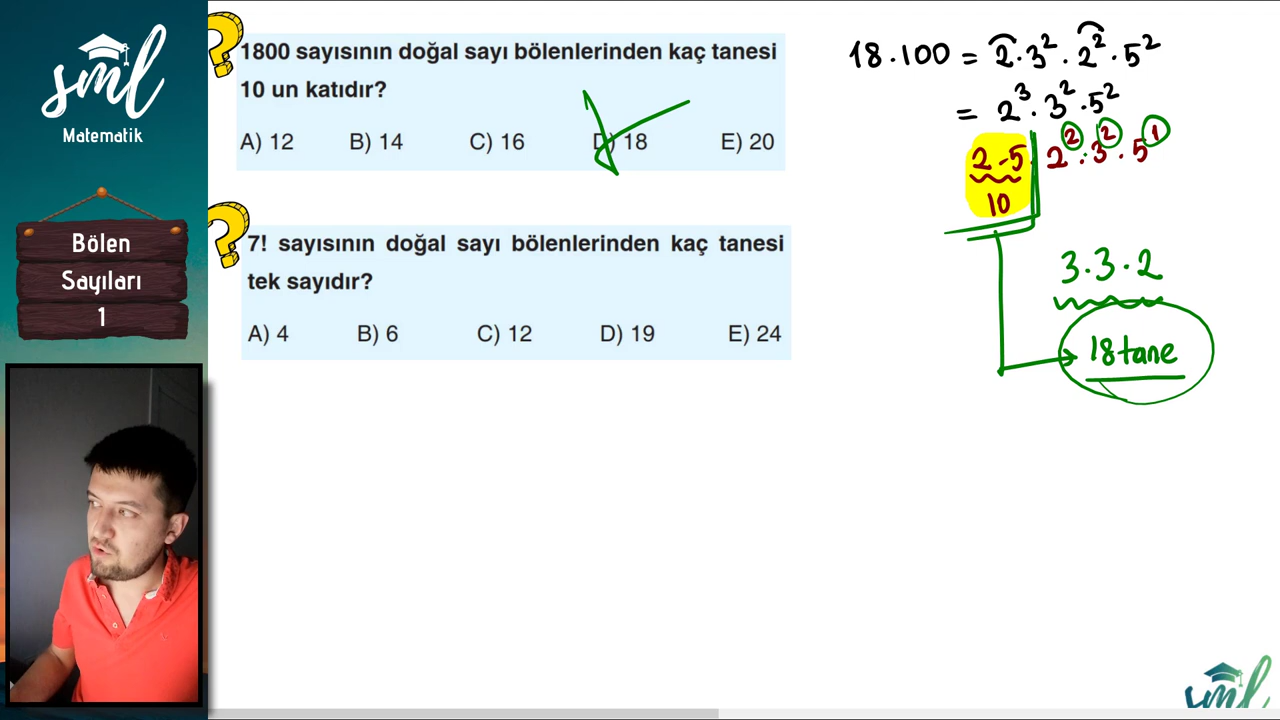 sml
Matematik
Bölen
Sayıları
1
1800 sayısının doğal sayı bölenlerinden kaç tanesi
10 un katıdır?
A) 12 B) 14 C) 16 D) 18 E) 20
7! sayısının doğal sayı bölenlerinden kaç tanesi
tek sayıdır?
A) 4 B) 6 C) 12 D) 19 E) 24
18.100 = 2.3².2².5²
= 2³.3².5²
2.5. 2².3².5¹
10
3.3.2
18 tane
sml